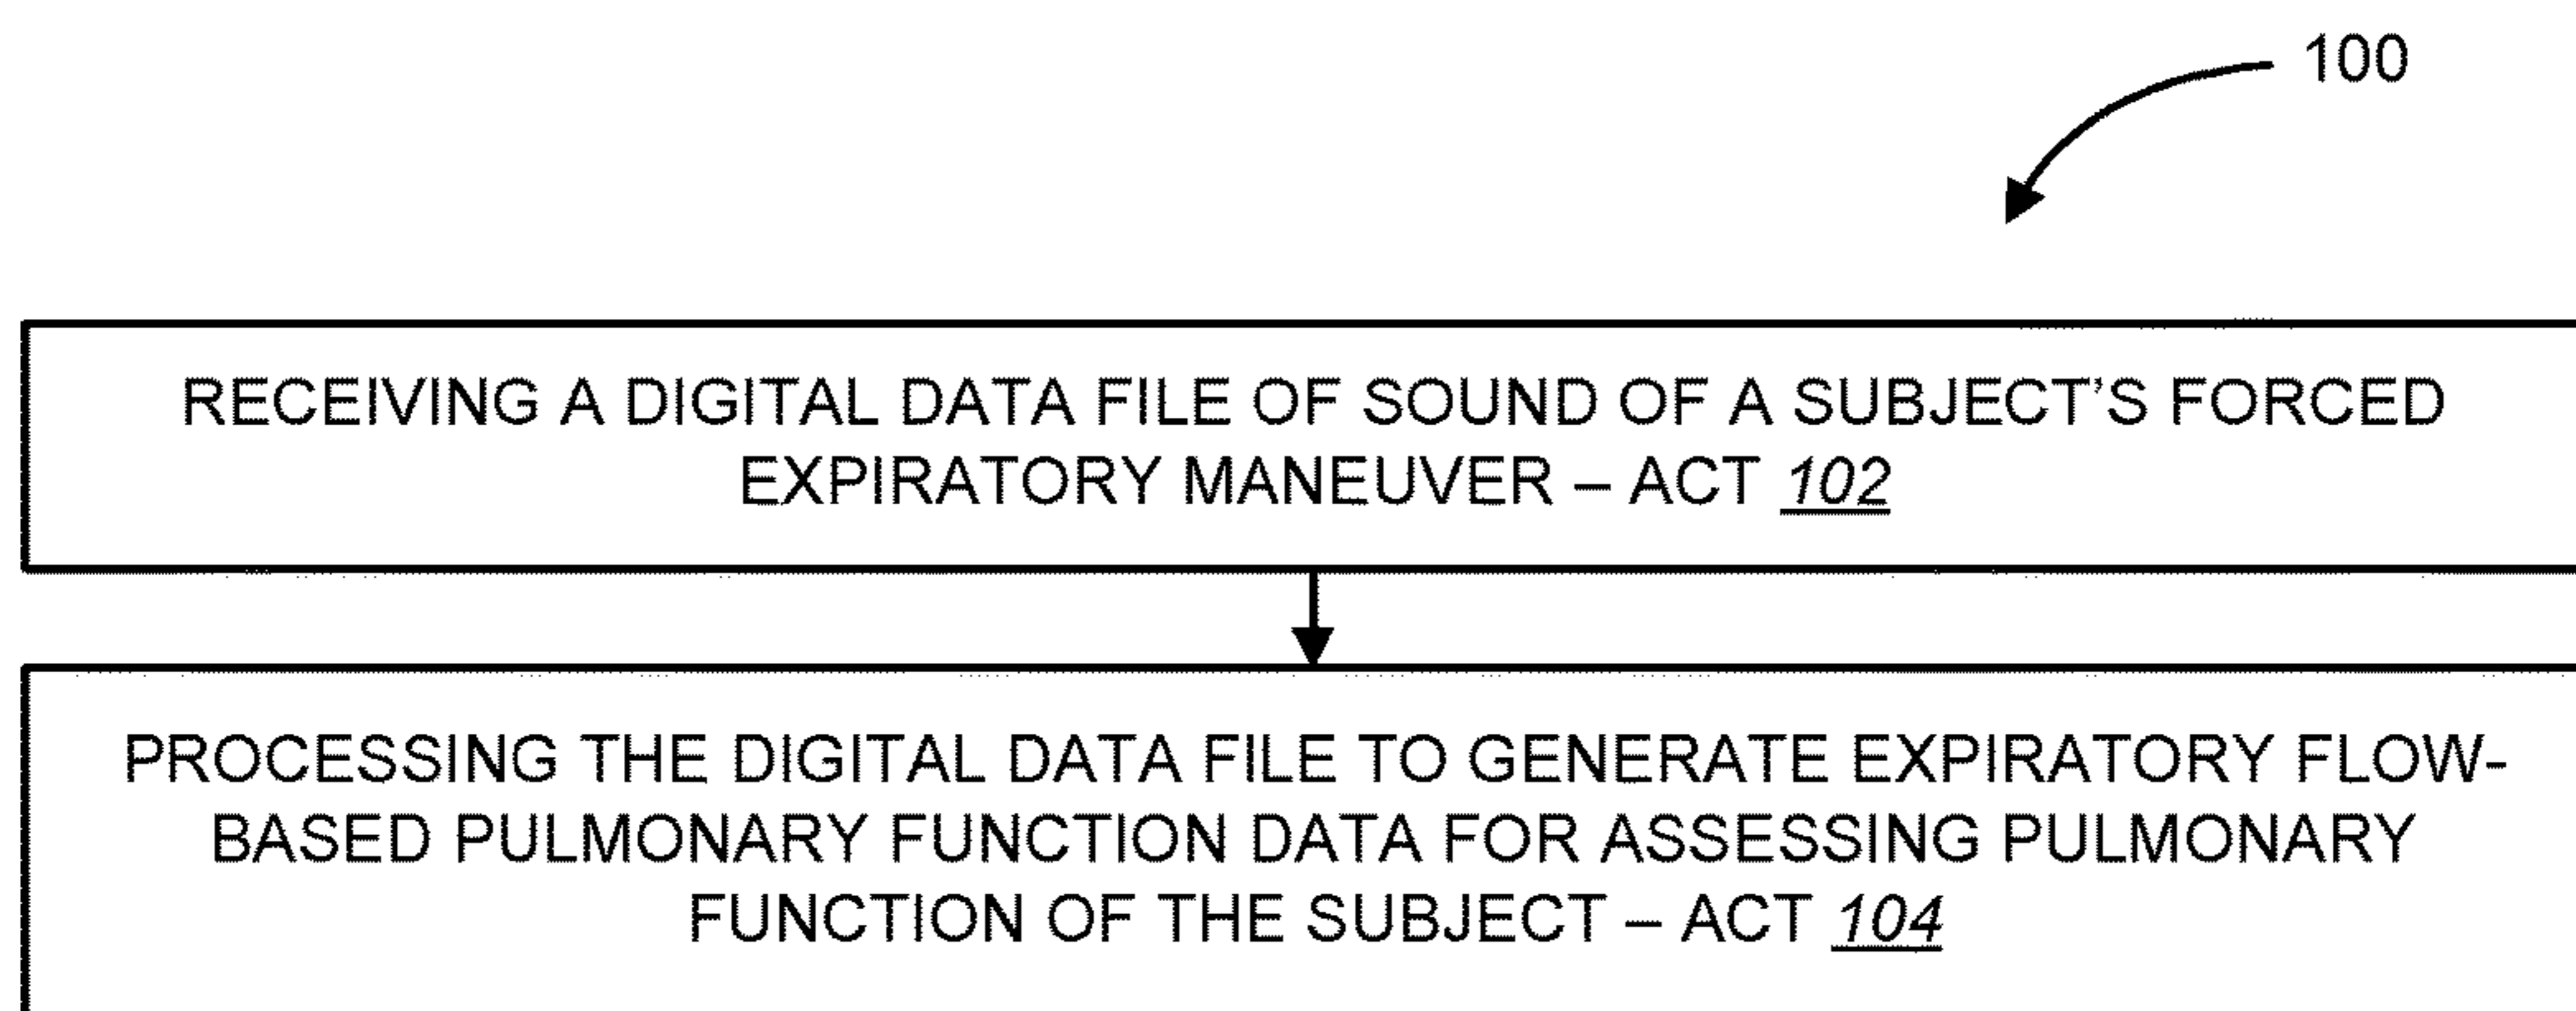 100
RECEIVING A DIGITAL DATA FILE OF SOUND OF A SUBJECT’S FORCED
EXPIRATORY MANEUVER – ACT 102
PROCESSING THE DIGITAL DATA FILE TO GENERATE EXPIRATORY FLOW-
BASED PULMONARY FUNCTION DATA FOR ASSESSING PULMONARY
FUNCTION OF THE SUBJECT – ACT 104